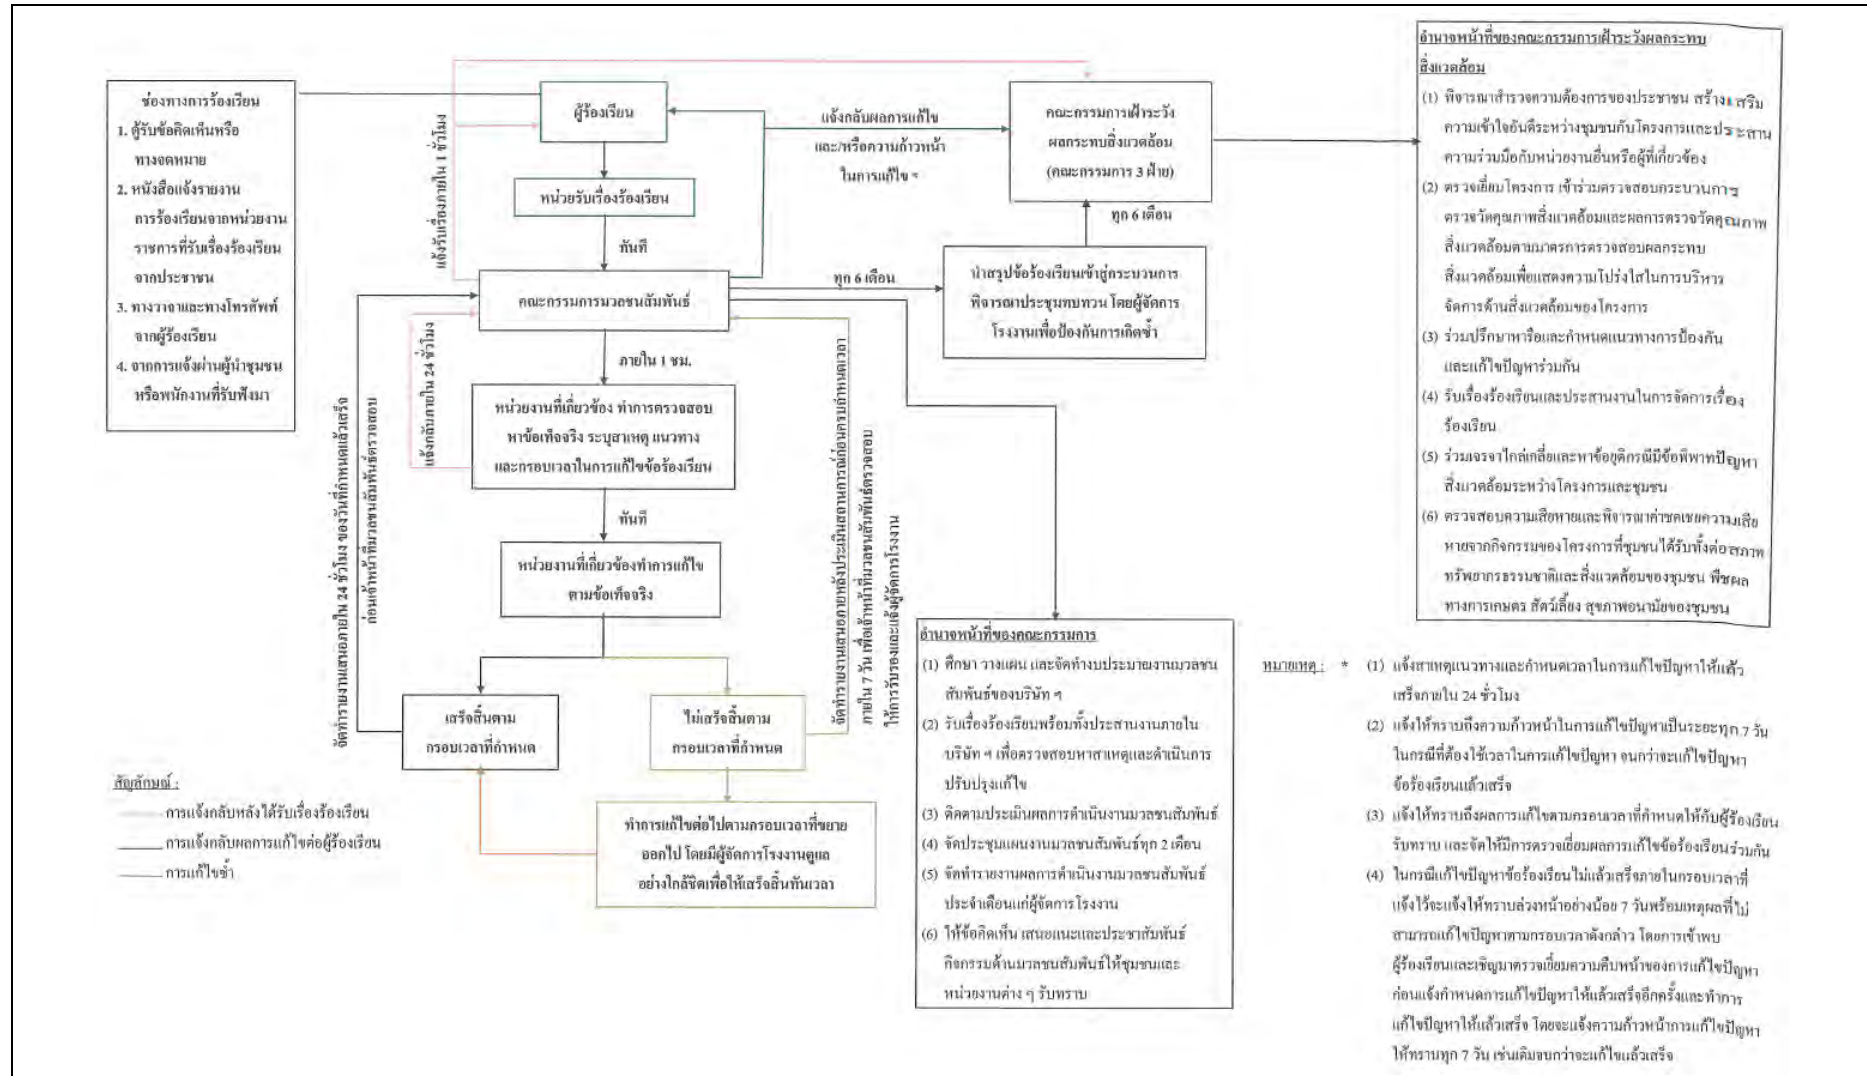 ช่องทางการร้องเรียน
1. ตู้รับข้อคิดเห็นหรือ
ทางจดหมาย
2. หนังสือแจ้งรายงาน
การร้องเรียนจากหน่วยงาน
ราชการที่รับเรื่องร้องเรียน
จากประชาชน
3. ทางวาจาและทางโทรศัพท์
จากผู้ร้องเรียน
4. จากการแจ้งผ่านผู้นำชุมชน
หรือพนักงานที่รับฟังมา
ผู้ร้องเรียน
หน่วยรับเรื่องร้องเรียน
ทันที
แจ้งรับเรื่องภายใน 1 ชั่วโมง
คณะกรรมการมวลชนสัมพันธ์
แจ้งกลับผลการแก้ไข
และ/หรือความก้าวหน้า
ในการแก้ไข ฯ
คณะกรรมการเฝ้าระวัง
ผลกระทบสิ่งแวดล้อม
(คณะกรรมการ 3 ฝ่าย)
ทุก 6 เดือน
ทุก 6 เดือน
นำสรุปข้อร้องเรียนเข้าสู่กระบวนการ
พิจารณาประชุมทบทวน โดยผู้จัดการ
โรงงานเพื่อป้องกันการเกิดซ้ำ
ภายใน 1 ชม.
แจ้งกลับภายใน 24 ชั่วโมง
หน่วยงานที่เกี่ยวข้อง ทำการตรวจสอบ
หาข้อเท็จจริง ระบุสาเหตุ แนวทาง
และกรอบเวลาในการแก้ไขข้อร้องเรียน
ทันที
หน่วยงานที่เกี่ยวข้องทำการแก้ไข
ตามข้อเท็จจริง
จัดทำรายงานเสนอภายใน 24 ชั่วโมง ของวันที่กำหนดแล้วเสร็จ
ก่อนเจ้าหน้าที่มวลชนสัมพันธ์ตรวจสอบ
จัดทำรายงานเสนอภายหลังประเมินสถานการณ์ก่อนครบกำหนดเวลา
ภายใน 7 วัน เพื่อเจ้าหน้าที่มวลชนสัมพันธ์ตรวจสอบ
ให้การรับรองและแจ้งผู้จัดการโรงงาน
เสร็จสิ้นตาม
กรอบเวลาที่กำหนด
ไม่เสร็จสิ้นตาม
กรอบเวลาที่กำหนด
ทำการแก้ไขต่อไปตามกรอบเวลาที่ขยาย
ออกไป โดยมีผู้จัดการโรงงานดูแล
อย่างใกล้ชิดเพื่อให้เสร็จสิ้นทันเวลา
สัญลักษณ์ :
การแจ้งกลับหลังได้รับเรื่องร้องเรียน
การแจ้งกลับผลการแก้ไขต่อผู้ร้องเรียน
การแก้ไขซ้ำ
อำนาจหน้าที่ของคณะกรรมการ
(1) ศึกษา วางแผน และจัดทำงบประมาณงานมวลชน
สัมพันธ์ของบริษัท ฯ
(2) รับเรื่องร้องเรียนพร้อมทั้งประสานงานภายใน
บริษัท ฯ เพื่อตรวจสอบหาสาเหตุและดำเนินการ
ปรับปรุงแก้ไข
(3) ติดตามประเมินผลการดำเนินงานมวลชนสัมพันธ์
(4) จัดประชุมแผนงานมวลชนสัมพันธ์ทุก 2 เดือน
(5) จัดทำรายงานผลการดำเนินงานมวลชนสัมพันธ์
ประจำเดือนแก่ผู้จัดการโรงงาน
(6) ให้ข้อคิดเห็น เสนอแนะและประชาสัมพันธ์
กิจกรรมด้านมวลชนสัมพันธ์ให้ชุมชนและ
หน่วยงานต่าง ๆ รับทราบ
อำนาจหน้าที่ของคณะกรรมการเฝ้าระวังผลกระทบ
สิ่งแวดล้อม
(1) พิจารณาสำรวจความต้องการของประชาชน สร้างเสริม
ความเข้าใจอันดีระหว่างชุมชนกับโครงการและประสาน
ความร่วมมือกับหน่วยงานอื่นหรือผู้ที่เกี่ยวข้อง
(2) ตรวจเยี่ยมโครงการ เข้าร่วมตรวจสอบกระบวนการ
ตรวจวัดคุณภาพสิ่งแวดล้อมและผลการตรวจวัดคุณภาพ
สิ่งแวดล้อมตามมาตรการตรวจสอบผลกระทบ
สิ่งแวดล้อมเพื่อแสดงความโปร่งใสในการบริหาร
จัดการด้านสิ่งแวดล้อมของโครงการ
(3) ร่วมปรึกษาหารือและกำหนดแนวทางการป้องกัน
และแก้ไขปัญหาร่วมกัน
(4) รับเรื่องร้องเรียนและประสานงานในการจัดการเรื่อง
ร้องเรียน
(5) ร่วมเจรจาไกล่เกลี่ยและหาข้อยุติกรณีมีข้อพิพาทปัญหา
สิ่งแวดล้อมระหว่างโครงการและชุมชน
(6) ตรวจสอบความเสียหายและพิจารณาค่าชดเชยความเสีย
หายจากกิจกรรมของโครงการที่ชุมชนได้รับทั้งต่อสภาพ
ทรัพยากรธรรมชาติและสิ่งแวดล้อมของชุมชน พืชผล
ทางการเกษตร สัตว์เลี้ยง สุขภาพอนามัยของชุมชน
หมายเหตุ : * (1) แจ้งสาเหตุแนวทางและกำหนดเวลาในการแก้ไขปัญหาให้แล้ว
เสร็จภายใน 24 ชั่วโมง
(2) แจ้งให้ทราบถึงความก้าวหน้าในการแก้ไขปัญหาเป็นระยะทุก 7 วัน
ในกรณีที่ต้องใช้เวลาในการแก้ไขปัญหา จนกว่าจะแก้ไขปัญหา
ข้อร้องเรียนแล้วเสร็จ
(3) แจ้งให้ทราบถึงผลการแก้ไขตามกรอบเวลาที่กำหนดให้กับผู้ร้องเรียน
รับทราบ และจัดให้มีการตรวจเยี่ยมผลการแก้ไขข้อร้องเรียนร่วมกัน
(4) ในกรณีแก้ไขปัญหาข้อร้องเรียนไม่แล้วเสร็จภายในกรอบเวลาที่
แจ้งไว้จะแจ้งให้ทราบล่วงหน้าอย่างน้อย 7 วันพร้อมเหตุผลที่ไม่
สามารถแก้ไขปัญหาตามกรอบเวลาดังกล่าว โดยการเข้าพบ
ผู้ร้องเรียนและเชิญมาตรวจเยี่ยมความคืบหน้าของการแก้ไขปัญหา
ก่อนแจ้งกำหนดการแก้ไขปัญหาให้แล้วเสร็จอีกครั้งและทำการ
แก้ไขปัญหาให้แล้วเสร็จ โดยจะแจ้งความก้าวหน้าการแก้ไขปัญหา
ให้ทราบทุก 7 วัน เช่นเดิมจนกว่าจะแก้ไขแล้วเสร็จ